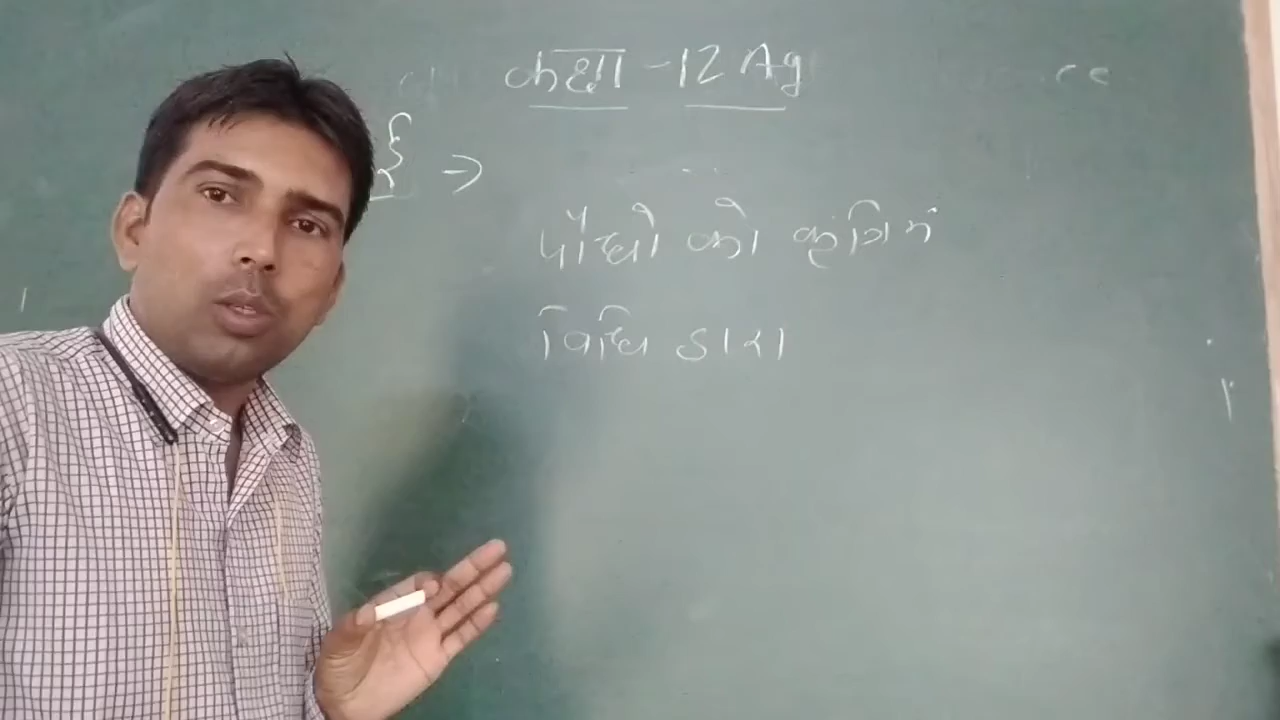 कक्षा - 12 Ag
→
पौधो को कृत्रिम
विधि द्वारा